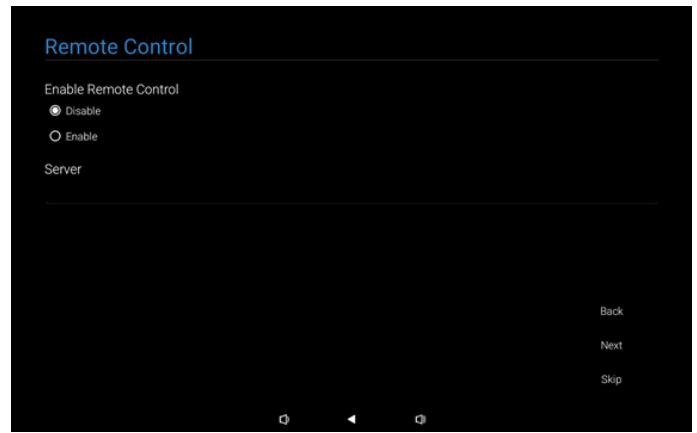 Remote Control
Enable Remote Control
Disable
Enable
Server
Back
Next
Skip